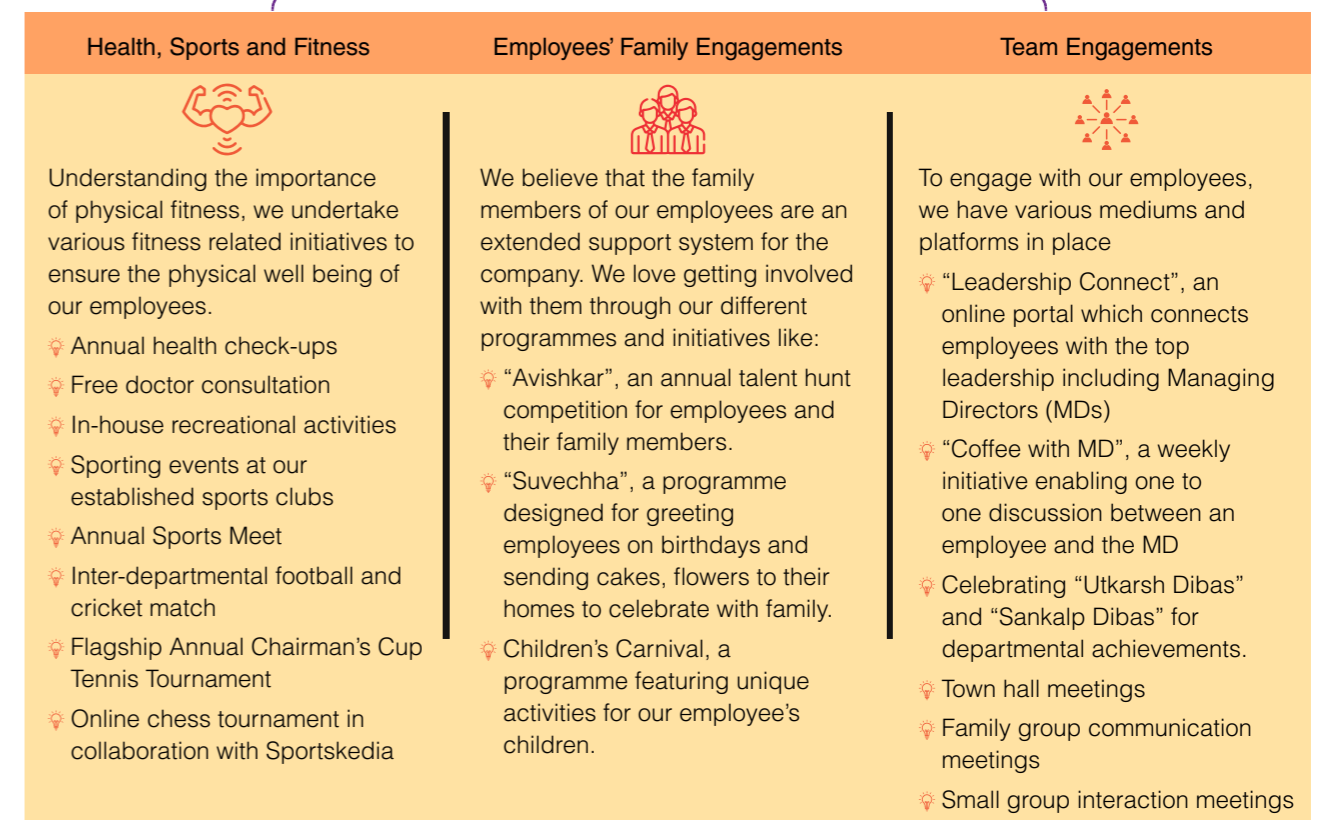 Health, Sports and Fitness
Understanding the importance
of physical fitness, we undertake
various fitness related initiatives to
ensure the physical well being of
our employees.
Annual health check-ups
Free doctor consultation
In-house recreational activities
Sporting events at our
established sports clubs
Annual Sports Meet
Inter-departmental football and
cricket match
Flagship Annual Chairman’s Cup
Tennis Tournament
Online chess tournament in
collaboration with Sportskedia
Employees’ Family Engagements
We believe that the family
members of our employees are an
extended support system for the
company. We love getting involved
with them through our different
programmes and initiatives like:
“Avishkar”, an annual talent hunt
competition for employees and
their family members.
“Suvechha”, a programme
designed for greeting
employees on birthdays and
sending cakes, flowers to their
homes to celebrate with family.
Children’s Carnival, a
programme featuring unique
activities for our employee’s
children.
Team Engagements
To engage with our employees,
we have various mediums and
platforms in place
“Leadership Connect”, an
online portal which connects
employees with the top
leadership including Managing
Directors (MDs)
“Coffee with MD”, a weekly
initiative enabling one to
one discussion between an
employee and the MD
Celebrating “Utkarsh Dibas”
and “Sankalp Dibas” for
departmental achievements.
Town hall meetings
Family group communication
meetings
Small group interaction meetings